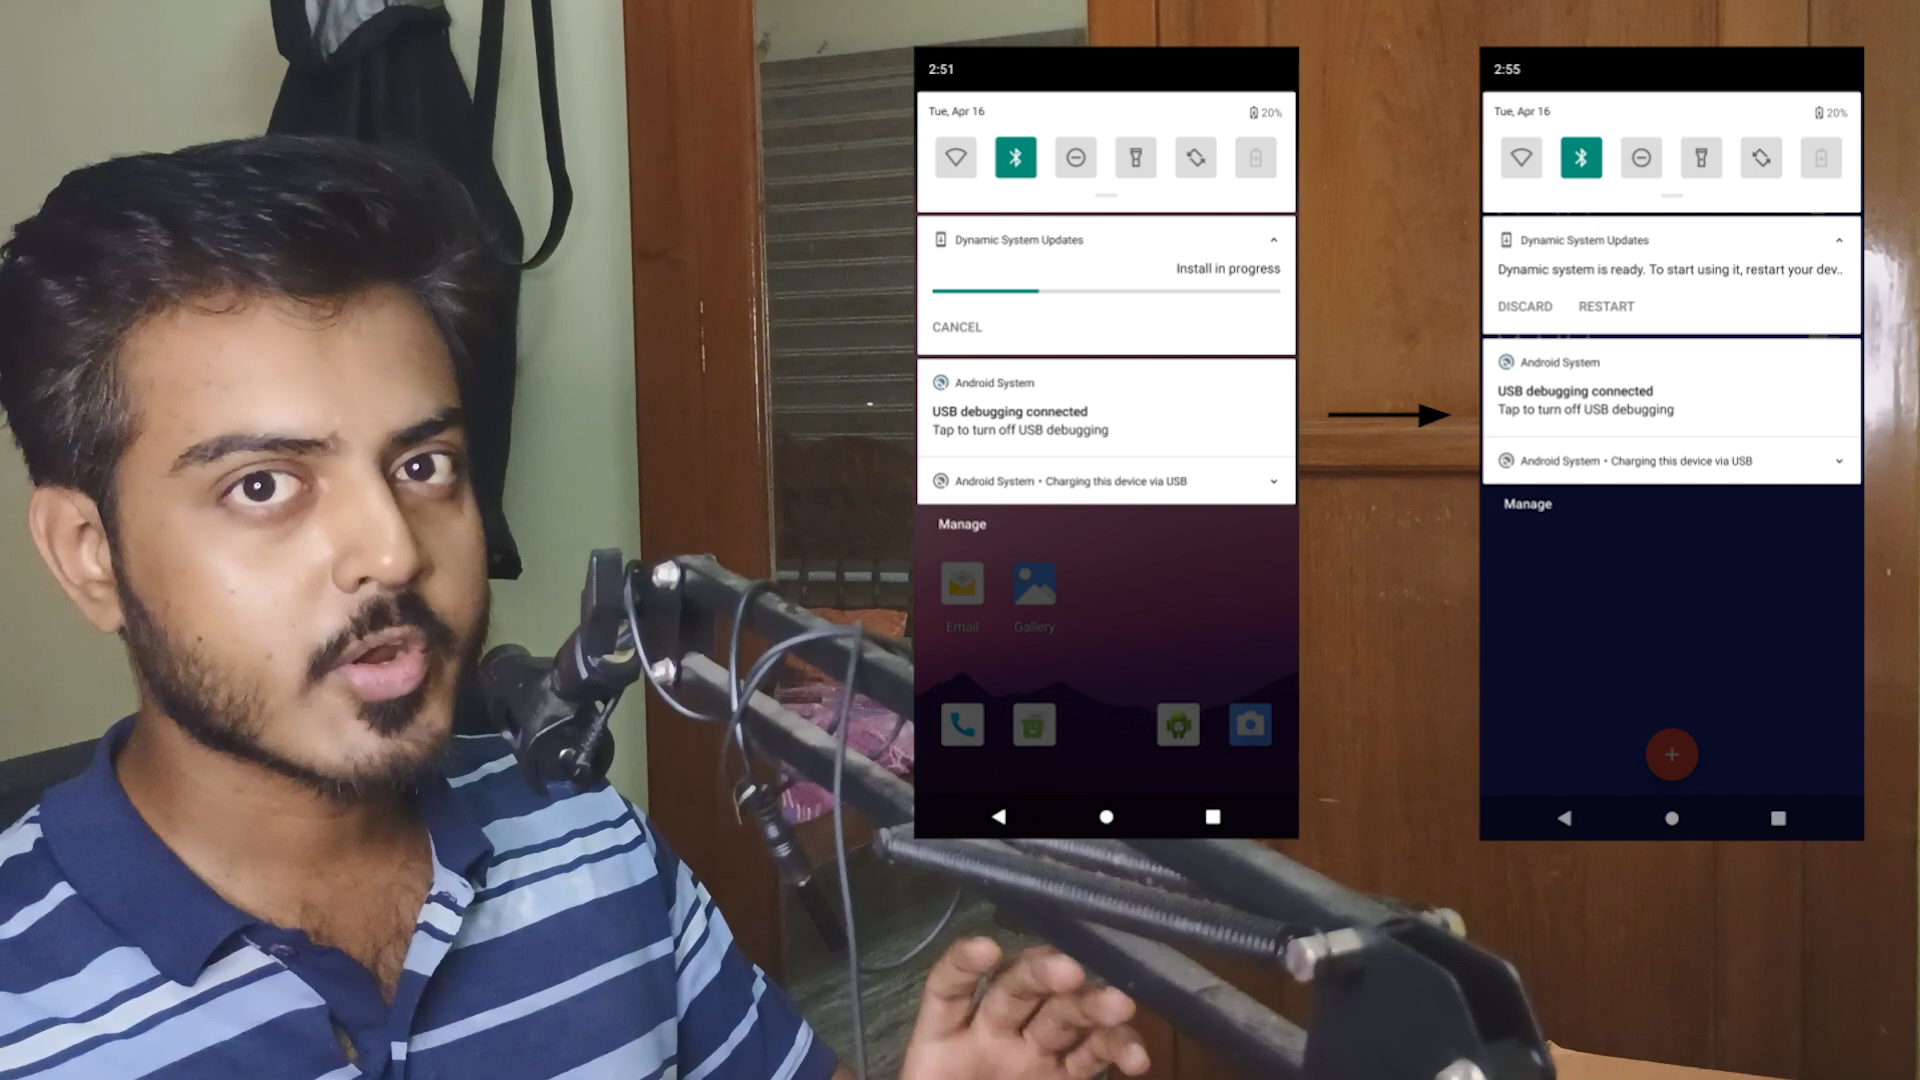 2:51
Tue, Apr 16
20%
Dynamic System Updates
Install in progress
CANCEL
Android System
USB debugging connected
Tap to turn off USB debugging
Android System • Charging this device via USB
Manage
Email
Gallery
2:55
Tue, Apr 16
20%
Dynamic System Updates
Dynamic system is ready. To start using it, restart your dev..
DISCARD
RESTART
Android System
USB debugging connected
Tap to turn off USB debugging
Android System • Charging this device via USB
Manage